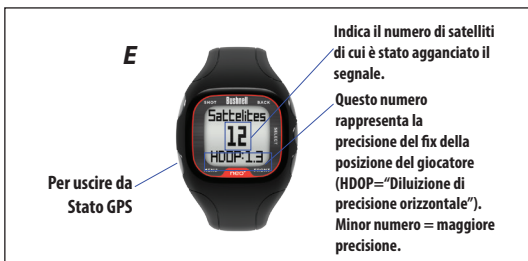 E
Indica il numero di satelliti
di cui è stato agganciato il
segnale.
SHOT
Bushnell
BACK
Sattelites
12
HDOP:1.3
SELECT
neo
Questo numero
rappresenta la
precisione del fix della
posizione del giocatore
(HDOP=“Diluizione di
precisione orizzontale”).
Minor numero = maggiore
precisione.
Per uscire da
Stato GPS